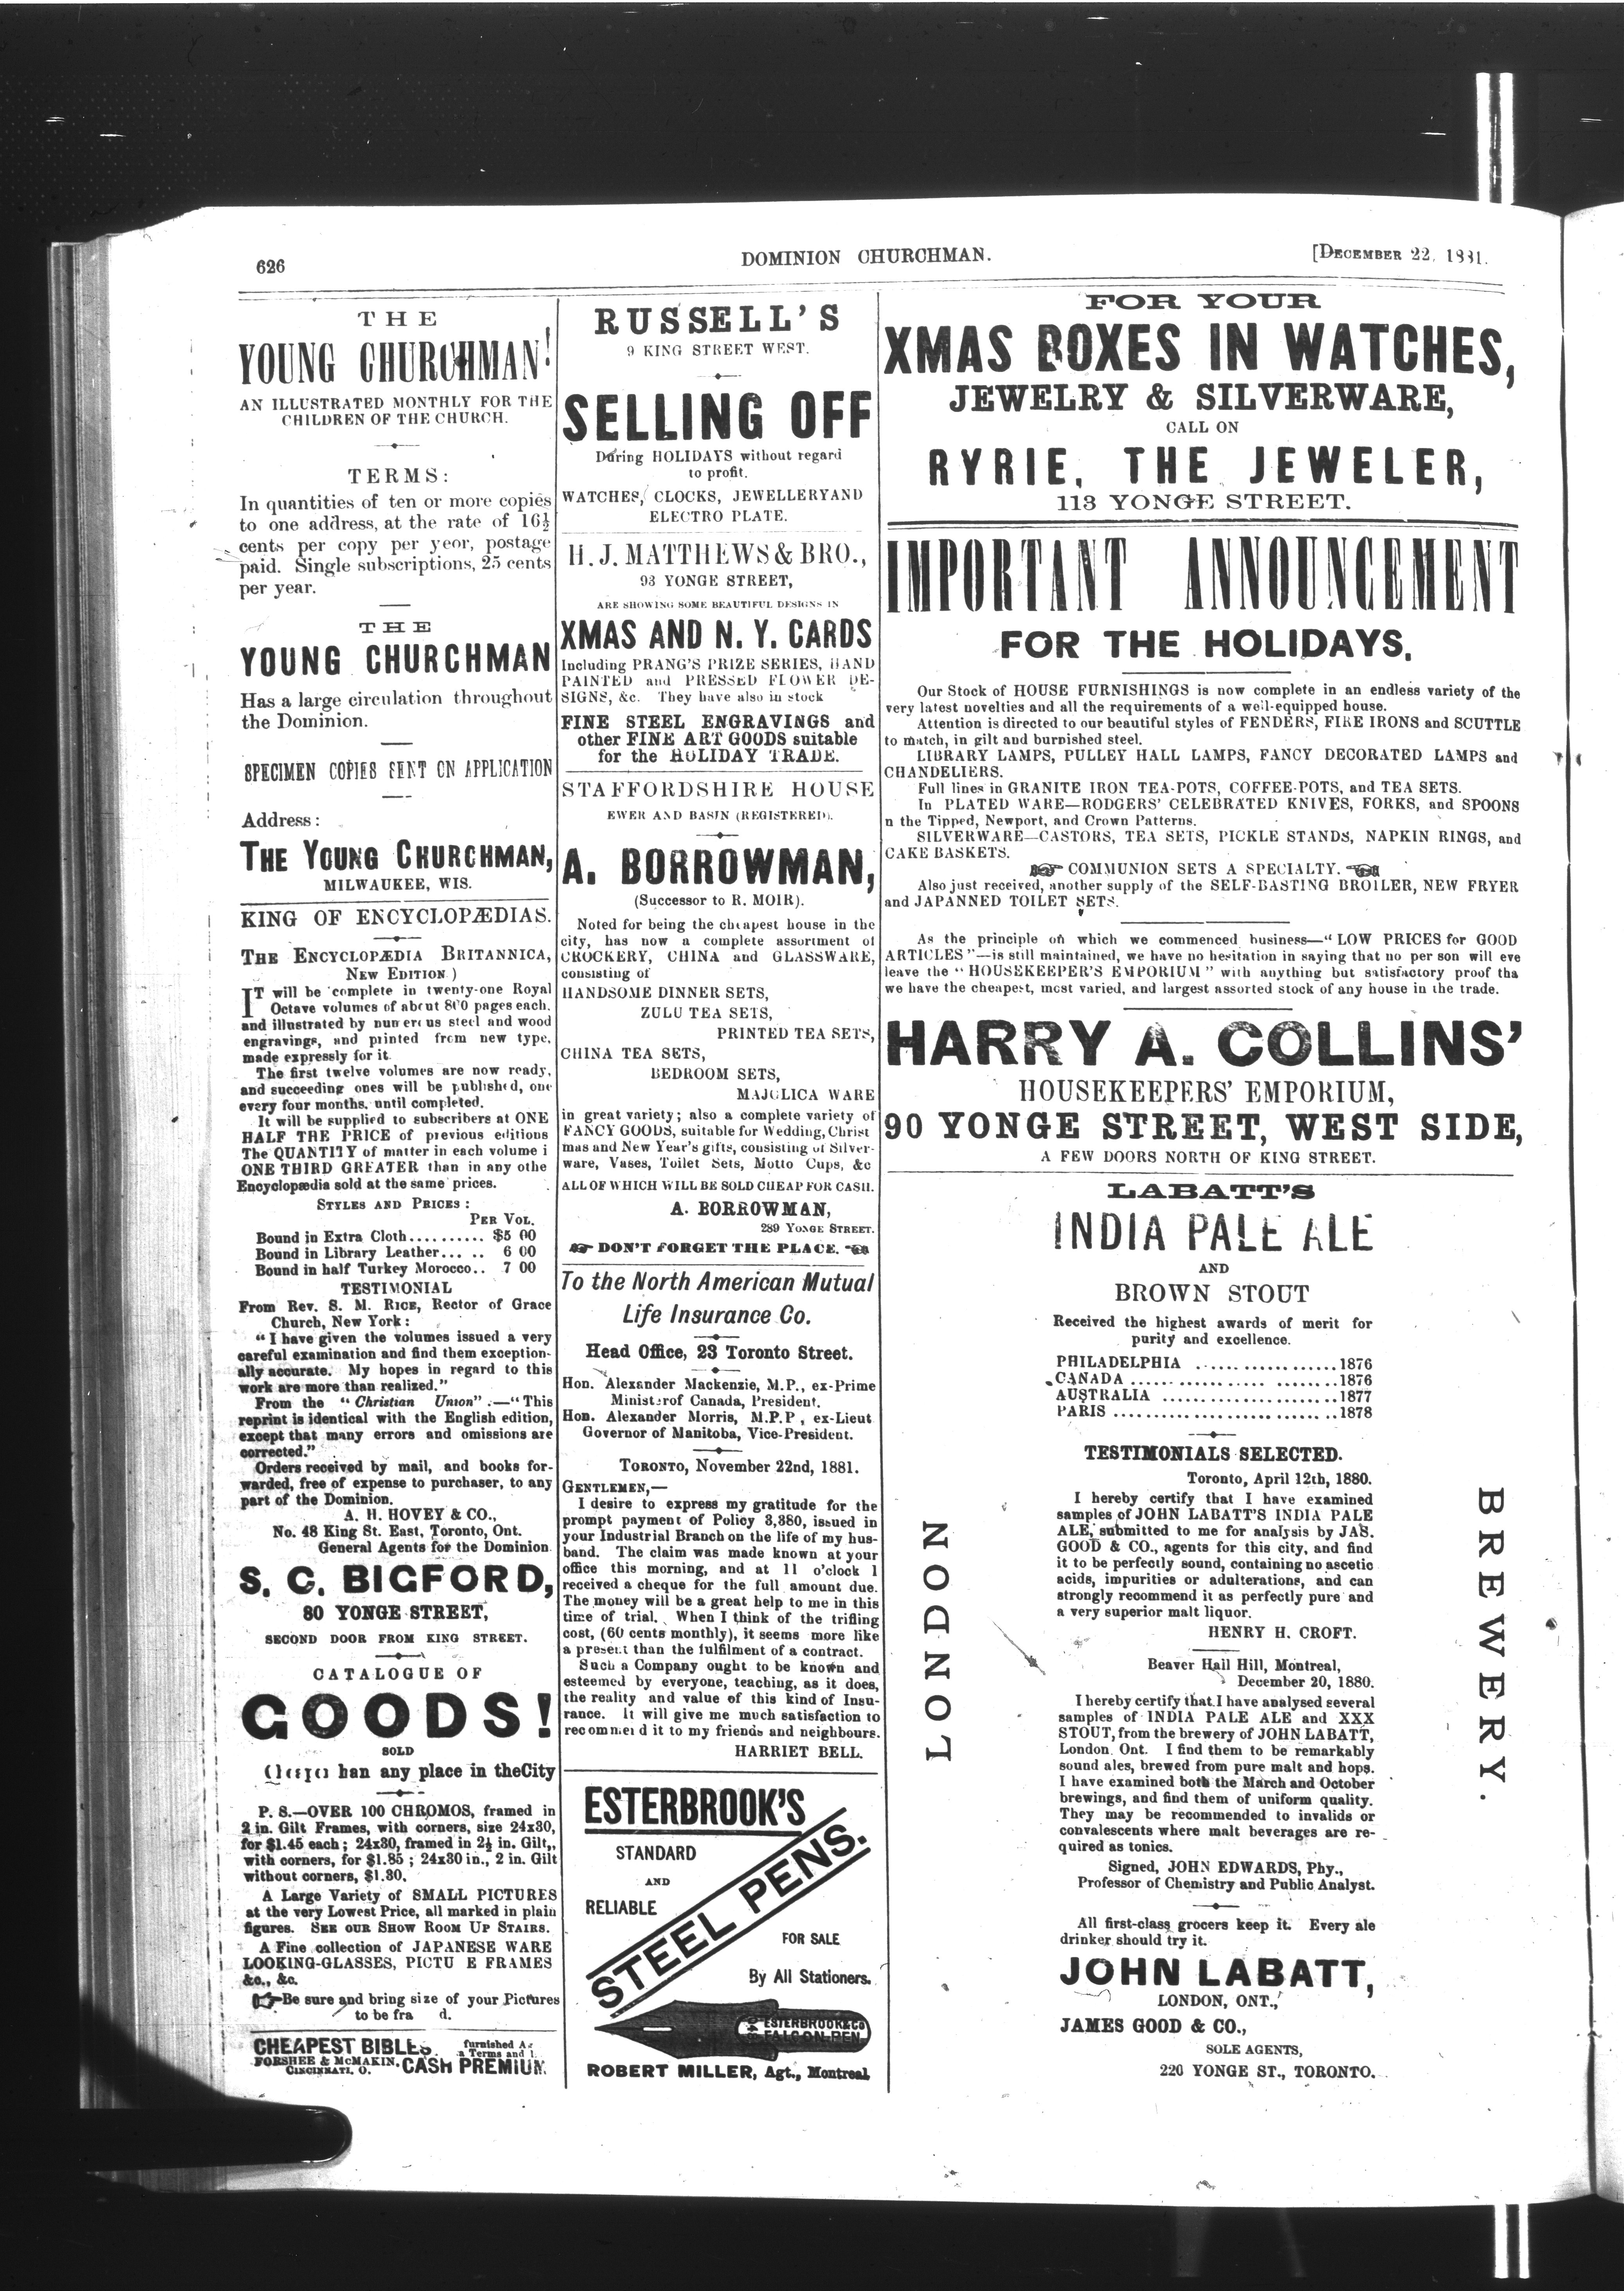 626
DOMINION CHURCHMAN.
[DECEMBER 22, 1881.
THE
YOUNG CHURCHMAN!
AN ILLUSTRATED MONTHLY FOR THE
CHILDREN OF THE CHURCH.
TERMS:
In quantities of ten or more copies
to one address, at the rate of 16½
cents per copy per yeor, postage
paid. Single subscriptions, 25 cents
per year.
THE
YOUNG CHURCHMAN
Has a large circulation throughout
the Dominion.
SPECIMEN COPIES SENT ON APPLICATION
Address:
THE YOUNG CHURCHMAN,
MILWAUKEE, WIS.
KING OF ENCYCLOPÆDIAS.
THE ENCYCLOPÆDIA BRITANNICA,
NEW EDITION)
IT will be complete in twenty-one Royal
Octave volumes of about 800 pages each,
and illustrated by numerous steel and wood
engravings, and printed from new type,
made expressly for it.
The first twelve volumes are now ready,
and succeeding ones will be published, one
every four months, until completed.
It will be supplied to subscribers at ONE
HALF THE PRICE of previous editions
The QUANTITY of matter in each volume i
ONE THIRD GREATER than in any othe
Encyclopædia sold at the same prices.
STYLES AND PRICES:
PER VOL.
Bound in Extra Cloth.......... $5 00
Bound in Library Leather... .. 6 00
Bound in half Turkey Morocco.. 7 00
TESTIMONIAL
From Rev. S. M. RICE, Rector of Grace
Church, New York:
"I have given the volumes issued a very
careful examination and find them exception-
ally accurate. My hopes in regard to this
work are more than realized."
From the "Christian Union".—"This
reprint is identical with the English edition,
except that many errors and omissions are
corrected."
Orders received by mail, and books for-
warded, free of expense to purchaser, to any
part of the Dominion.
A. H. HOVEY & CO.,
No. 48 King St. East, Toronto, Ont.
General Agents for the Dominion
S. C. BIGFORD,
80 YONGE STREET,
SECOND DOOR FROM KING STREET.
CATALOGUE OF
GOODS!
SOLD
han any place in theCity
P. S.—OVER 100 CHROMOS, framed in
2 in. Gilt Frames, with corners, size 24x30,
for $1.45 each; 24x30, framed in 2½ in. Gilt,,
with corners, for $1.85; 24x30 in., 2 in. Gilt
without corners, $1.30.
A Large Variety of SMALL PICTURES
at the very Lowest Price, all marked in plain
figures. SEE OUR SHOW ROOM UP STAIRS.
A Fine collection of JAPANESE WARE
LOOKING-GLASSES, PICTU E FRAMES
&c., &c.
Be sure and bring size of your Pictures
to be fra d.
CHEAPEST BIBLES furnished
Terms and
FORSHEE & MCMAKIN.
CINCINNATI. O.
CASH PREMIUM.
RUSSELL'S
9 KING STREET WEST.
SELLING OFF
During HOLIDAYS without regard
to profit.
WATCHES, CLOCKS, JEWELLERYAND
ELECTRO PLATE.
H. J. MATTHEWS & BRO.,
93 YONGE STREET,
ARE SHOWING SOME BEAUTIFUL DESIGNS IN
XMAS AND N. Y. CARDS
Including PRANG'S PRIZE SERIES, HAND
PAINTED and PRESSED FLOWER DE-
SIGNS, &c. They have also in stock
FINE STEEL ENGRAVINGS and
other FINE ART GOODS suitable
for the HOLIDAY TRADE.
STAFFORDSHIRE HOUSE
EWER AND BASIN (REGISTERED).
A. BORROWMAN,
(Successor to R. MOIR).
Noted for being the cheapest house in the
city, has now a complete assortment of
CROCKERY, CHINA and GLASSWARE,
consisting of
HANDSOME DINNER SETS,
ZULU TEA SETS,
PRINTED TEA SETS,
CHINA TEA SETS,
BEDROOM SETS,
MAJOLICA WARE
in great variety; also a complete variety of
FANCY GOODS, suitable for Wedding, Christ
mas and New Year's gifts, consisting of Silver-
ware, Vases, Toilet Sets, Motto Cups, &c
ALL OF WHICH WILL BE SOLD CHEAP FOR CASH.
A. BORROWMAN,
289 YONGE STREET.
DON'T FORGET THE PLACE.
To the North American Mutual
Life Insurance Co.
Head Office, 23 Toronto Street.
Hon. Alexander Mackenzie, M.P., ex-Prime
Minister of Canada, President.
Hon. Alexander Morris, M.P.P, ex-Lieut
Governor of Manitoba, Vice-President.
TORONTO, November 22nd, 1881.
GENTLEMEN,—
I desire to express my gratitude for the
prompt payment of Policy 3,380, issued in
your Industrial Branch on the life of my hus-
band. The claim was made known at your
office this morning, and at 11 o'clock I
received a cheque for the full amount due.
The money will be a great help to me in this
time of trial. When I think of the trifling
cost, (60 cents monthly), it seems more like
a present than the fulfilment of a contract.
Such a Company ought to be known and
esteemed by everyone, teaching, as it does,
the reality and value of this kind of Insu-
rance. It will give me much satisfaction to
recommend it to my friends and neighbours.
HARRIET BELL.
ESTERBROOK'S
STANDARD
AND
RELIABLE
STEEL PENS.
FOR SALE
By All Stationers.
048
ESTERBROOK&CO
FALCON PEN
ROBERT MILLER, Agt., Montreal
FOR YOUR
XMAS BOXES IN WATCHES,
JEWELRY & SILVERWARE,
CALL ON
RYRIE, THE JEWELER,
113 YONGE STREET.
IMPORTANT ANNOUNCEMENT
FOR THE HOLIDAYS.
Our Stock of HOUSE FURNISHINGS is now complete in an endless variety of the
very latest novelties and all the requirements of a well-equipped house.
Attention is directed to our beautiful styles of FENDERS, FIRE IRONS and SCUTTLE
to match, in gilt and burnished steel.
LIBRARY LAMPS, PULLEY HALL LAMPS, FANCY DECORATED LAMPS and
CHANDELIERS.
Full lines in GRANITE IRON TEA-POTS, COFFEE-POTS, and TEA SETS.
In PLATED WARE—RODGERS' CELEBRATED KNIVES, FORKS, and SPOONS
n the Tipped, Newport, and Crown Patterns.
SILVERWARE—CASTORS, TEA SETS, PICKLE STANDS, NAPKIN RINGS, and
CAKE BASKETS.
COMMUNION SETS A SPECIALTY.
Also just received, another supply of the SELF-BASTING BROILER, NEW FRYER
and JAPANNED TOILET SETS.
As the principle on which we commenced business—"LOW PRICES for GOOD
ARTICLES"—is still maintained, we have no hesitation in saying that no per son will eve
leave the "HOUSEKEEPER'S EMPORIUM" with anything but satisfactory proof tha
we have the cheapest, most varied, and largest assorted stock of any house in the trade.
HARRY A. COLLINS'
HOUSEKEEPERS' EMPORIUM,
90 YONGE STREET, WEST SIDE,
A FEW DOORS NORTH OF KING STREET.
LABATT'S
INDIA PALE ALE
AND
BROWN STOUT
Received the highest awards of merit for
purity and excellence.
PHILADELPHIA ..................1876
CANADA ..................1876
AUSTRALIA ..................1877
PARIS ..................1878
TESTIMONIALS SELECTED.
Toronto, April 12th, 1880.
I hereby certify that I have examined
samples of JOHN LABATT'S INDIA PALE
ALE, submitted to me for analysis by JAS.
GOOD & CO., agents for this city, and find
it to be perfectly sound, containing no ascetic
acids, impurities or adulterations, and can
strongly recommend it as perfectly pure and
a very superior malt liquor.
HENRY H. CROFT.
Beaver Hall Hill, Montreal,
December 20, 1880.
I hereby certify that I have analysed several
samples of INDIA PALE ALE and XXX
STOUT, from the brewery of JOHN LABATT,
London, Ont. I find them to be remarkably
sound ales, brewed from pure malt and hops.
I have examined both the March and October
brewings, and find them of uniform quality.
They may be recommended to invalids or
convalescents where malt beverages are re-
quired as tonics.
Signed, JOHN EDWARDS, Phy.,
Professor of Chemistry and Public Analyst.
All first-class grocers keep it. Every ale
drinker should try it.
JOHN LABATT,
LONDON, ONT.,
JAMES GOOD & CO.,
SOLE AGENTS,
220 YONGE ST., TORONTO.
LONDON
BREWERY.